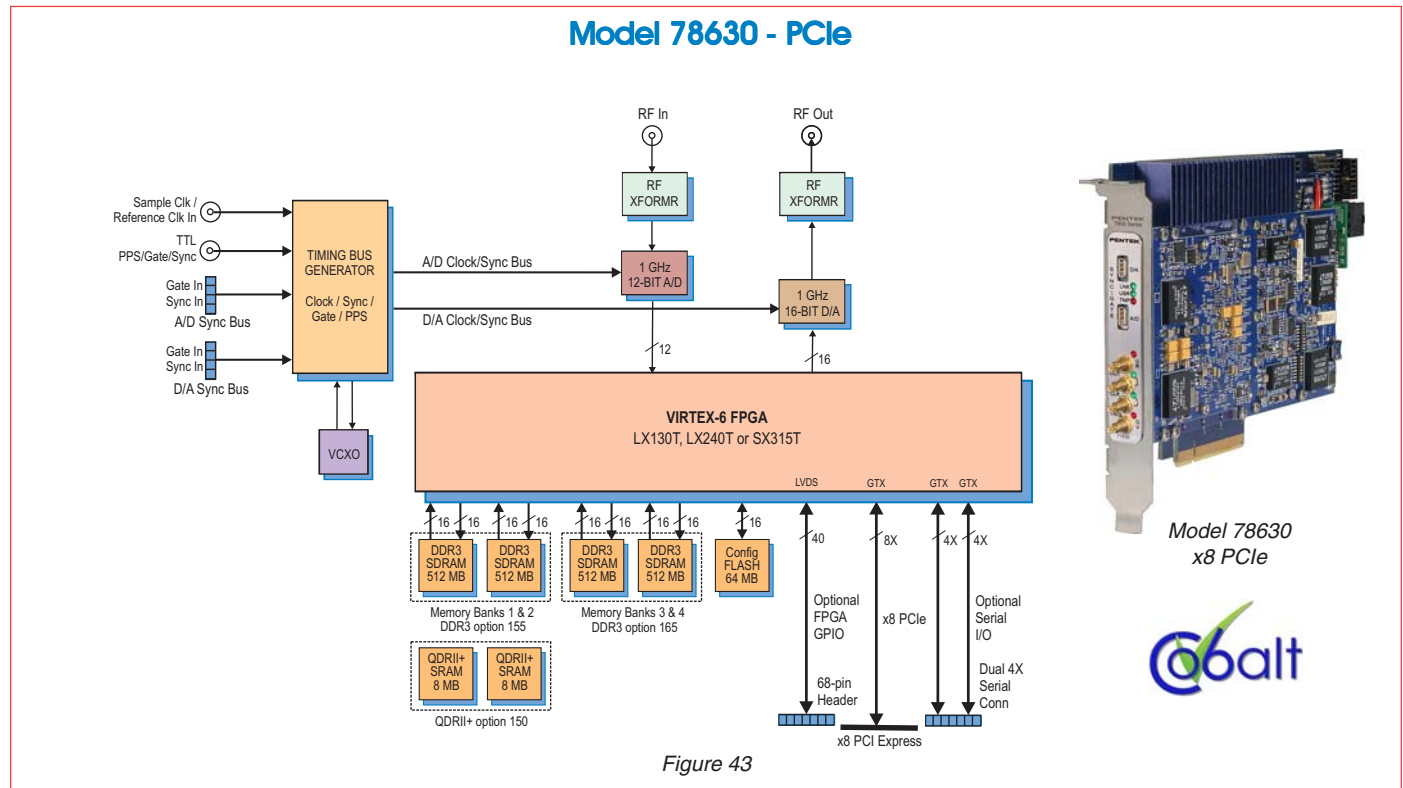 Model 78630 - PCIe
RF In
RF Out
RF
XFORMR
RF
XFORMR
Sample Clk /
Reference Clk In
TTL
PPS/Gate/Sync
Gate In
Sync In
A/D Sync Bus
Gate In
Sync In
D/A Sync Bus
TIMING BUS
GENERATOR
Clock / Sync /
Gate / PPS
VCXO
A/D Clock/Sync Bus
D/A Clock/Sync Bus
1 GHz
12-BIT A/D
1 GHz
16-BIT D/A
12
16
VIRTEX-6 FPGA
LX130T, LX240T or SX315T
LVDS
GTX
GTX
GTX
16
16
16
16
16
16
16
16
16
40
8X
4X
4X
DDR3
SDRAM
512 MB
DDR3
SDRAM
512 MB
DDR3
SDRAM
512 MB
DDR3
SDRAM
512 MB
Config
FLASH
64 MB
Memory Banks 1 & 2
DDR3 option 155
Memory Banks 3 & 4
DDR3 option 165
QDRII+
SRAM
8 MB
QDRII+
SRAM
8 MB
QDRII+ option 150
Optional
FPGA
GPIO
68-pin
Header
x8 PCIe
x8 PCI Express
Optional
Serial
I/O
Dual 4X
Serial
Conn
PENTEK
PENTEK
SYNC/GATE
D/A
LNK
USR
TMP
A/D
Model 78630
x8 PCIe
Cobalt
Figure 43